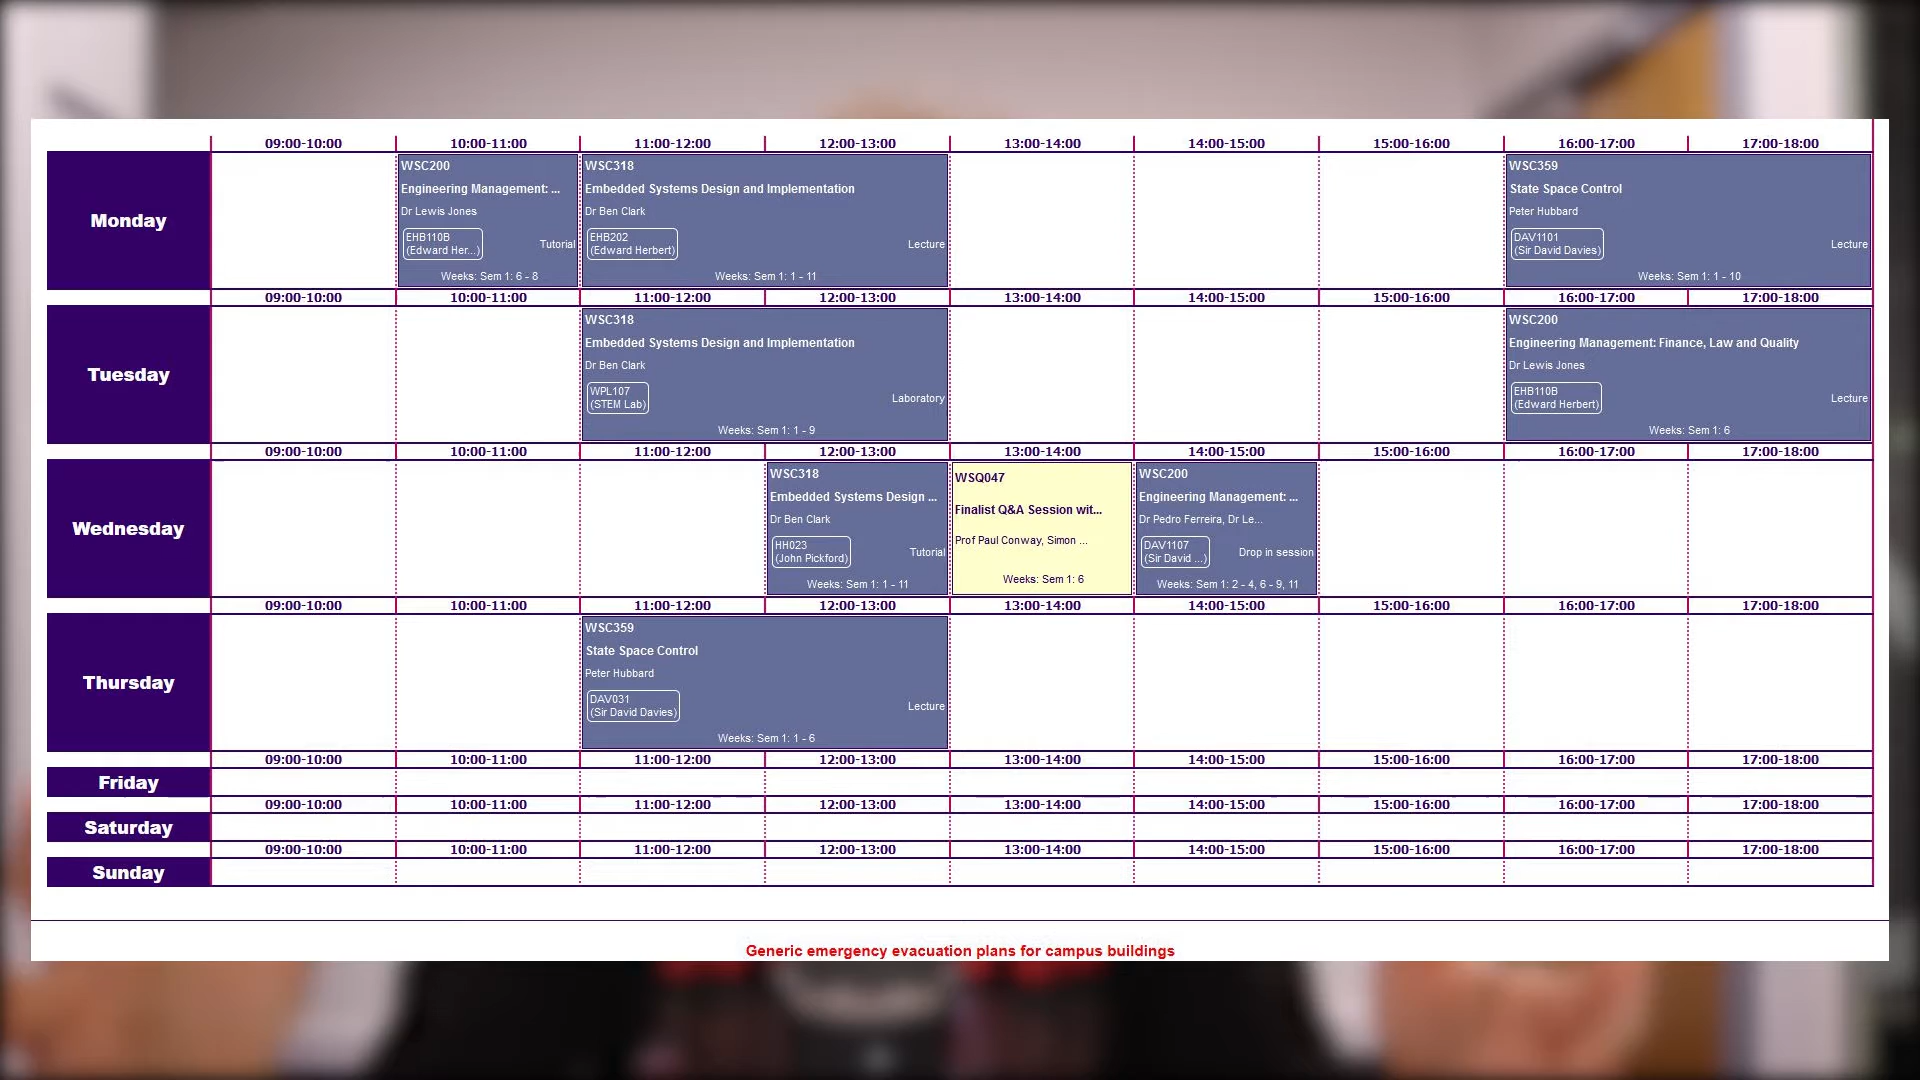 09:00-10:00 10:00-11:00 11:00-12:00 12:00-13:00 13:00-14:00 14:00-15:00 15:00-16:00 16:00-17:00 17:00-18:00
Monday
WSC200
Engineering Management: ...
Dr Lewis Jones
EHB110B
(Edward Her...)
Tutorial
Weeks: Sem 1: 6 - 8
WSC318
Embedded Systems Design and Implementation
Dr Ben Clark
EHB202
(Edward Herbert)
Lecture
Weeks: Sem 1: 1 - 11
WSC359
State Space Control
Peter Hubbard
DAV1101
(Sir David Davies)
Lecture
Weeks: Sem 1: 1 - 10
09:00-10:00 10:00-11:00 11:00-12:00 12:00-13:00 13:00-14:00 14:00-15:00 15:00-16:00 16:00-17:00 17:00-18:00
Tuesday
WSC318
Embedded Systems Design and Implementation
Dr Ben Clark
WPL107
(STEM Lab)
Laboratory
Weeks: Sem 1: 1 - 9
WSC200
Engineering Management: Finance, Law and Quality
Dr Lewis Jones
EHB110B
(Edward Herbert)
Lecture
Weeks: Sem 1: 6
09:00-10:00 10:00-11:00 11:00-12:00 12:00-13:00 13:00-14:00 14:00-15:00 15:00-16:00 16:00-17:00 17:00-18:00
Wednesday
WSC318
Embedded Systems Design ...
Dr Ben Clark
HH023
(John Pickford)
Tutorial
Weeks: Sem 1: 1 - 11
WSQ047
Finalist Q&A Session wit...
Prof Paul Conway, Simon ...
Weeks: Sem 1: 6
WSC200
Engineering Management: ...
Dr Pedro Ferreira, Dr Le...
DAV1107
(Sir David ...)
Drop in session
Weeks: Sem 1: 2 - 4, 6 - 9, 11
09:00-10:00 10:00-11:00 11:00-12:00 12:00-13:00 13:00-14:00 14:00-15:00 15:00-16:00 16:00-17:00 17:00-18:00
Thursday
WSC359
State Space Control
Peter Hubbard
DAV031
(Sir David Davies)
Lecture
Weeks: Sem 1: 1 - 6
09:00-10:00 10:00-11:00 11:00-12:00 12:00-13:00 13:00-14:00 14:00-15:00 15:00-16:00 16:00-17:00 17:00-18:00
Friday
09:00-10:00 10:00-11:00 11:00-12:00 12:00-13:00 13:00-14:00 14:00-15:00 15:00-16:00 16:00-17:00 17:00-18:00
Saturday
09:00-10:00 10:00-11:00 11:00-12:00 12:00-13:00 13:00-14:00 14:00-15:00 15:00-16:00 16:00-17:00 17:00-18:00
Sunday
Generic emergency evacuation plans for campus buildings